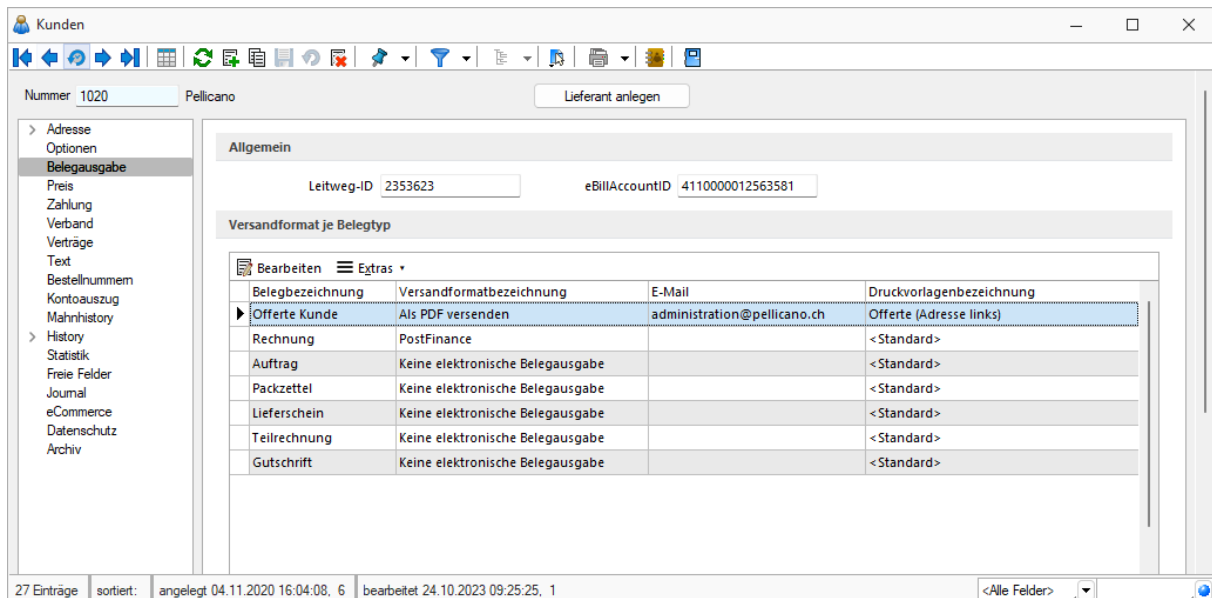 Kunden
Nummer 1020 Pellicano Lieferant anlegen
Adresse
Optionen
Belegausgabe
Preis
Zahlung
Verband
Verträge
Text
Bestellnummern
Kontoauszug
Mahnhistory
History
Statistik
Freie Felder
Journal
eCommerce
Datenschutz
Archiv
Allgemein
Leitweg-ID 2353623 eBillAccountID 4110000012563581
Versandformat je Belegtyp
Bearbeiten Extras
Belegbezeichnung Versandformatbezeichnung E-Mail Druckvorlagenbezeichnung
Offerte Kunde Als PDF versenden administration@pellicano.ch Offerte (Adresse links)
Rechnung PostFinance <Standard>
Auftrag Keine elektronische Belegausgabe <Standard>
Packzettel Keine elektronische Belegausgabe <Standard>
Lieferschein Keine elektronische Belegausgabe <Standard>
Teilrechnung Keine elektronische Belegausgabe <Standard>
Gutschrift Keine elektronische Belegausgabe <Standard>
27 Einträge sortiert: angelegt 04.11.2020 16:04:08, 6 bearbeitet 24.10.2023 09:25:25, 1 <Alle Felder>